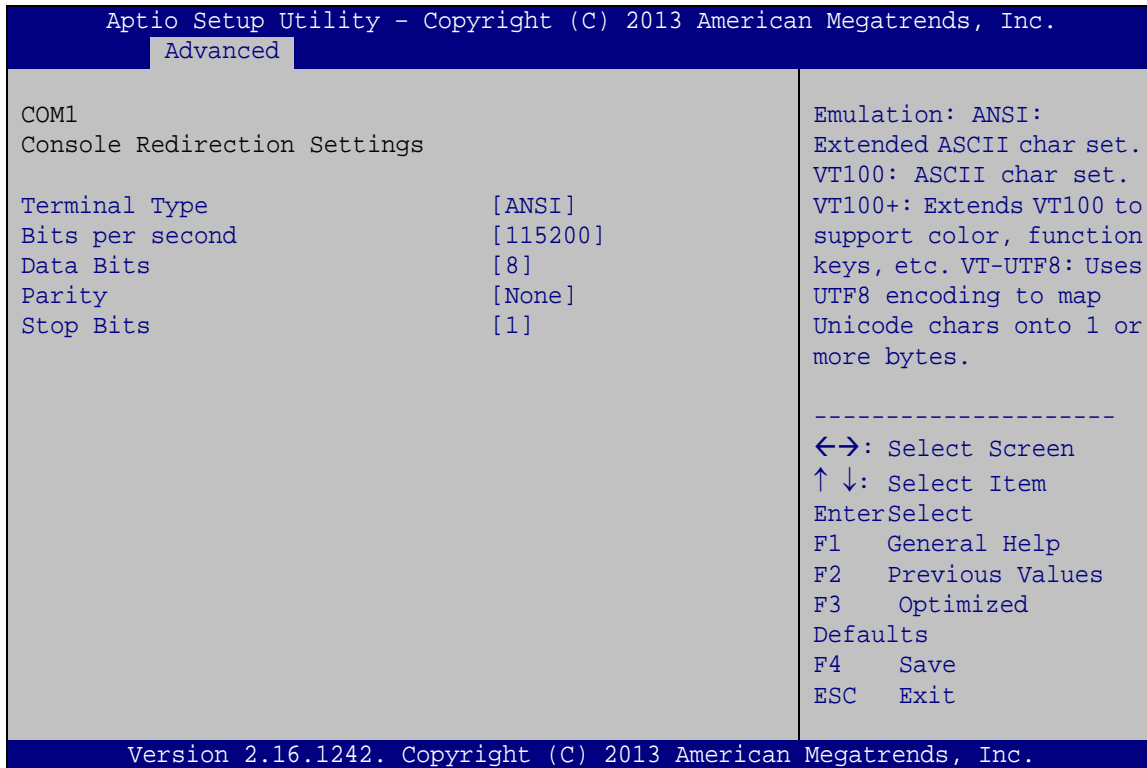 Aptio Setup Utility – Copyright (C) 2013 American Megatrends, Inc.
Advanced
COM1
Console Redirection Settings
Terminal Type [ANSI]
Bits per second [115200]
Data Bits [8]
Parity [None]
Stop Bits [1]
Emulation: ANSI:
Extended ASCII char set.
VT100: ASCII char set.
VT100+: Extends VT100 to
support color, function
keys, etc. VT-UTF8: Uses
UTF8 encoding to map
Unicode chars onto 1 or
more bytes.
---------------------
←→: Select Screen
↑ ↓: Select Item
EnterSelect
F1 General Help
F2 Previous Values
F3 Optimized
Defaults
F4 Save
ESC Exit
Version 2.16.1242. Copyright (C) 2013 American Megatrends, Inc.